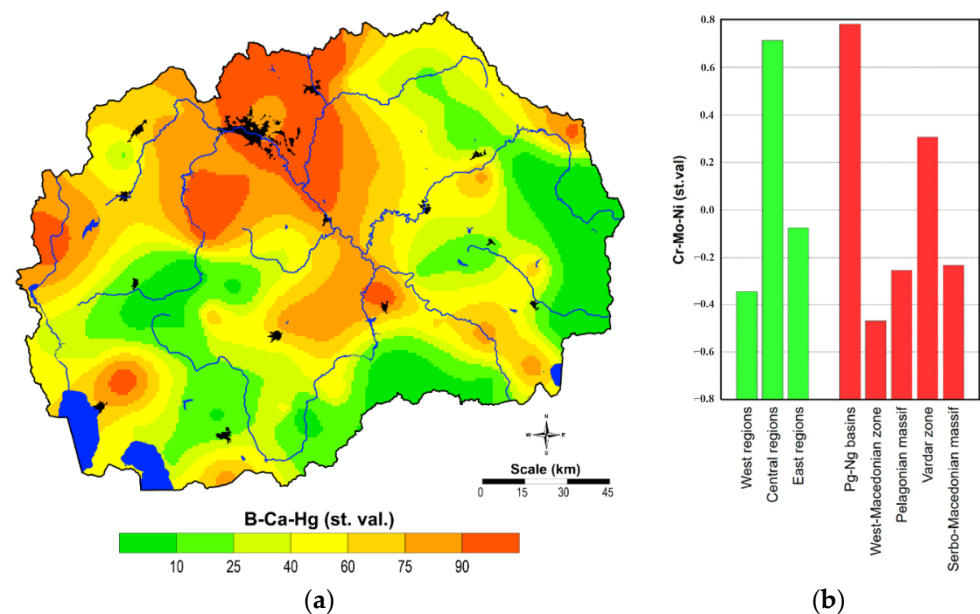 N
W E
S
Scale (km)
0 15 30 45
B-Ca-Hg (st. val.)
10 25 40 60 75 90
(a)
Cr-Mo-Ni (st.val)
0.8
0.6
0.4
0.2
0.0
−0.2
−0.4
−0.6
−0.8
West regions
Central regions
East regions
Pg-Ng basins
West-Macedonian zone
Pelagonian massif
Vardar zone
Serbo-Macedonian massif
(b)